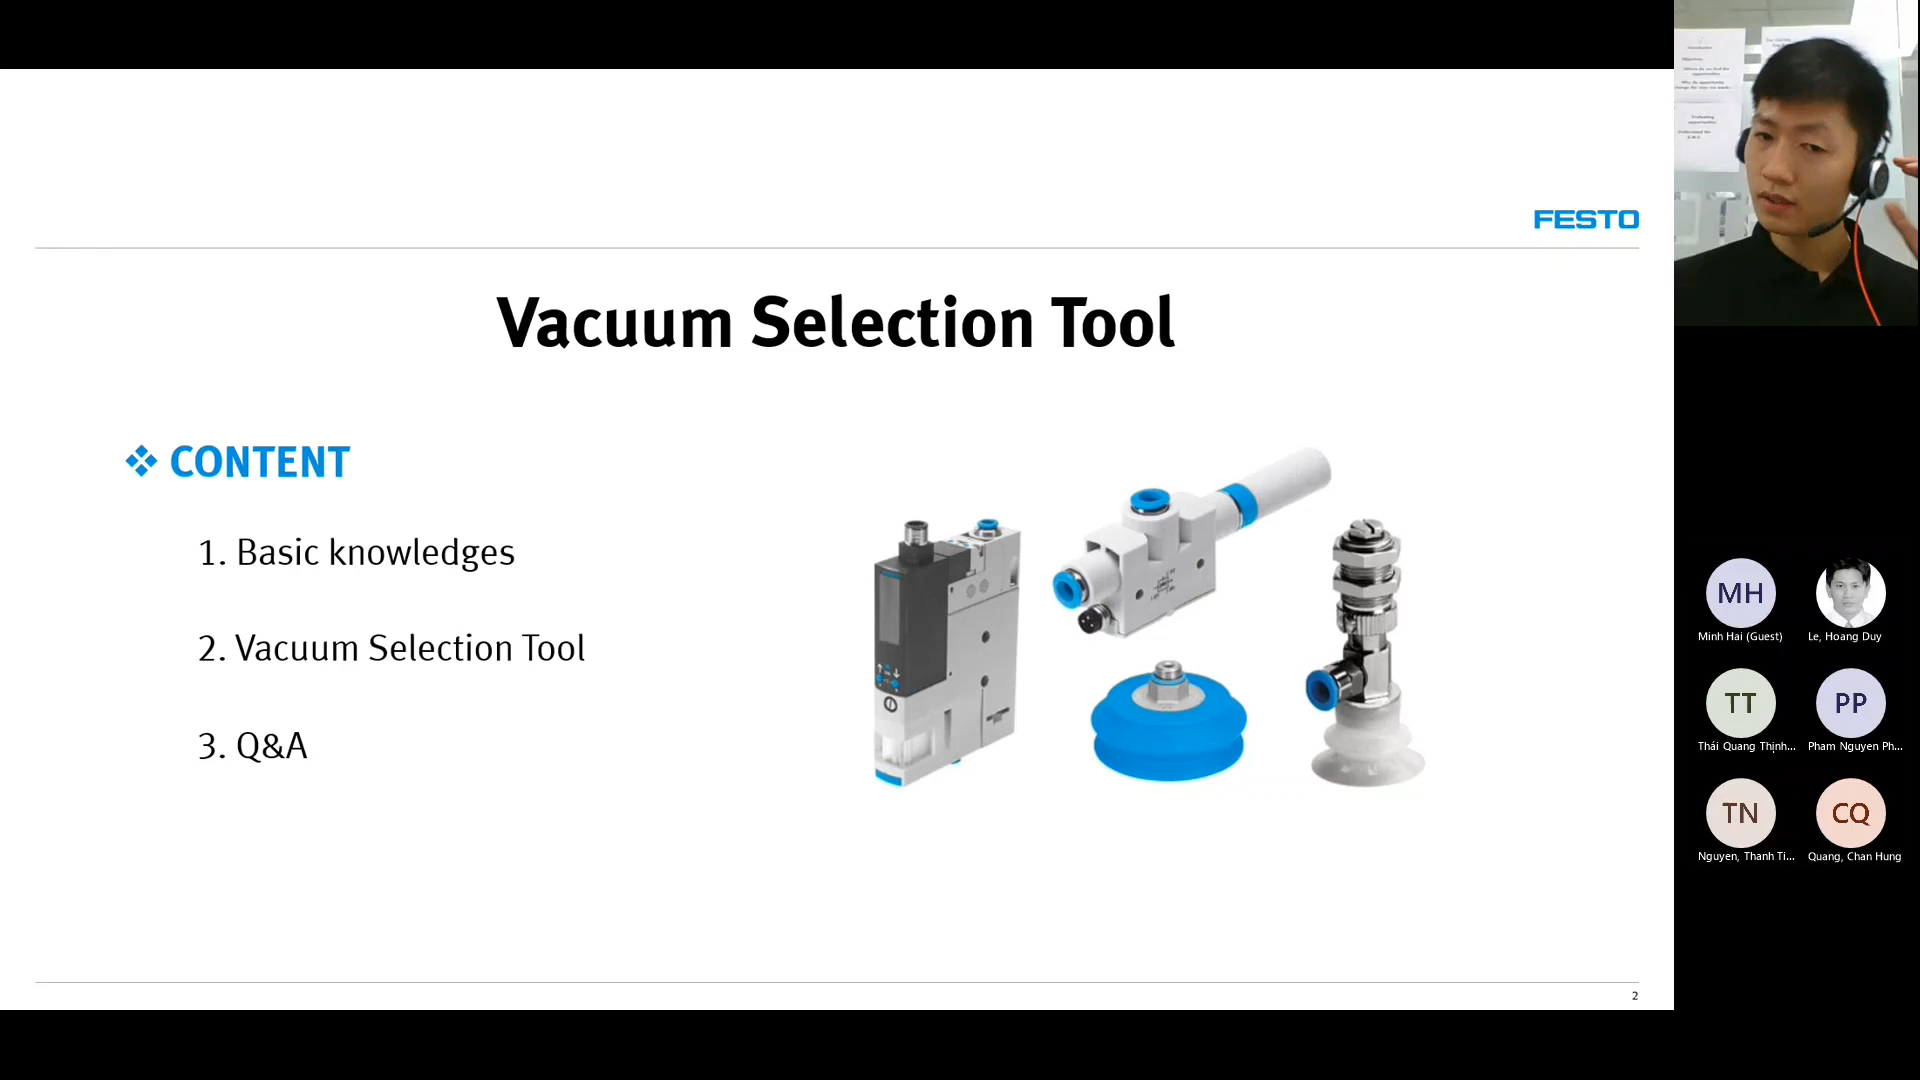 FESTO
Vacuum Selection Tool
❖ CONTENT
1. Basic knowledges
2. Vacuum Selection Tool
3. Q&A
2
MH
Minh Hai (Guest)
Le, Hoang Duy
TT
Thái Quang Thịnh...
PP
Pham Nguyen Ph...
TN
Nguyen, Thanh Ti...
CQ
Quang, Chan Hung